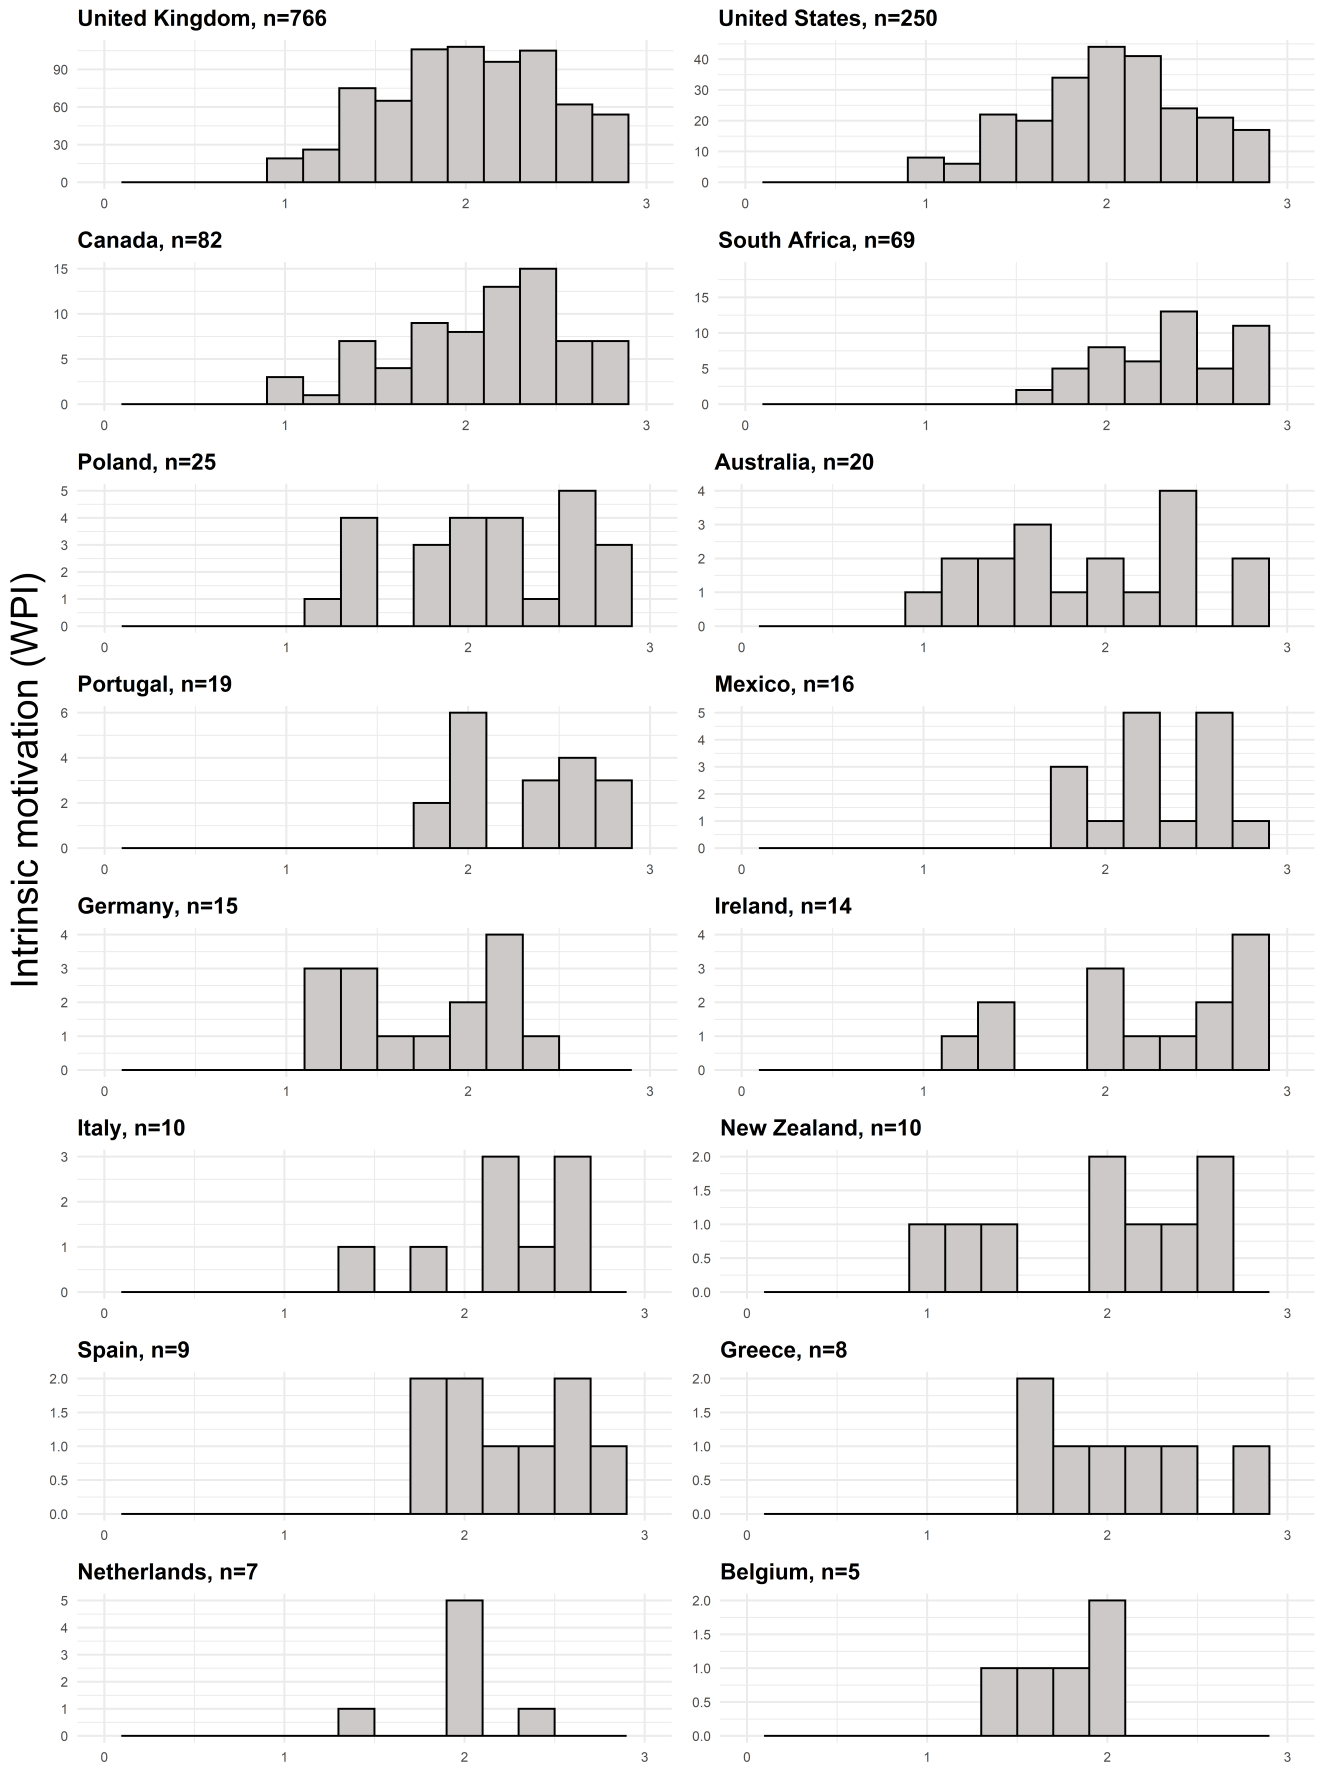 Intrinsic motivation (WPI)
United Kingdom, n=766
90
60
30
0
0 1 2 3
United States, n=250
40
30
20
10
0
0 1 2 3
Canada, n=82
15
10
5
0
0 1 2 3
South Africa, n=69
15
10
5
0
0 1 2 3
Poland, n=25
5
4
3
2
1
0
0 1 2 3
Australia, n=20
4
3
2
1
0
0 1 2 3
Portugal, n=19
6
4
2
0
0 1 2 3
Mexico, n=16
5
4
3
2
1
0
0 1 2 3
Germany, n=15
4
3
2
1
0
0 1 2 3
Ireland, n=14
4
3
2
1
0
0 1 2 3
Italy, n=10
3
2
1
0
0 1 2 3
New Zealand, n=10
2.0
1.5
1.0
0.5
0.0
0 1 2 3
Spain, n=9
2.0
1.5
1.0
0.5
0.0
0 1 2 3
Greece, n=8
2.0
1.5
1.0
0.5
0.0
0 1 2 3
Netherlands, n=7
5
4
3
2
1
0
0 1 2 3
Belgium, n=5
2.0
1.5
1.0
0.5
0.0
0 1 2 3